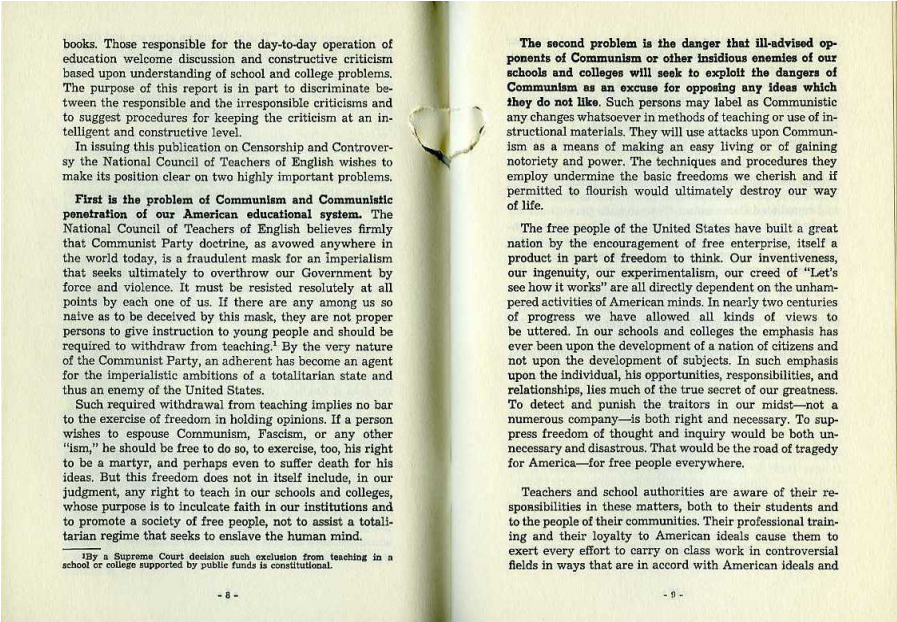 books. Those responsible for the day-to-day operation of
education welcome discussion and constructive criticism
based upon understanding of school and college problems.
The purpose of this report is in part to discriminate be-
tween the responsible and the irresponsible criticisms and
to suggest procedures for keeping the criticism at an in-
telligent and constructive level.
In issuing this publication on Censorship and Controver-
sy the National Council of Teachers of English wishes to
make its position clear on two highly important problems.
First is the problem of Communism and Communistic
penetration of our American educational system. The
National Council of Teachers of English believes firmly
that Communist Party doctrine, as avowed anywhere in
the world today, is a fraudulent mask for an Imperialism
that seeks ultimately to overthrow our Government by
force and violence. It must be resisted resolutely at all
points by each one of us. If there are any among us so
naive as to be deceived by this mask, they are not proper
persons to give instruction to young people and should be
required to withdraw from teaching.¹ By the very nature
of the Communist Party, an adherent has become an agent
for the imperialistic ambitions of a totalitarian state and
thus an enemy of the United States.
Such required withdrawal from teaching implies no bar
to the exercise of freedom in holding opinions. If a person
wishes to espouse Communism, Fascism, or any other
"ism," he should be free to do so, to exercise, too, his right
to be a martyr, and perhaps even to suffer death for his
ideas. But this freedom does not in itself include, in our
judgment, any right to teach in our schools and colleges,
whose purpose is to inculcate faith in our institutions and
to promote a society of free people, not to assist a totali-
tarian regime that seeks to enslave the human mind.
¹By a Supreme Court decision such exclusion from teaching in a
school or college supported by public funds is constitutional.
- 8 -
The second problem is the danger that ill-advised op-
ponents of Communism or other insidious enemies of our
schools and colleges will seek to exploit the dangers of
Communism as an excuse for opposing any ideas which
they do not like. Such persons may label as Communistic
any changes whatsoever in methods of teaching or use of in-
structional materials. They will use attacks upon Commun-
ism as a means of making an easy living or of gaining
notoriety and power. The techniques and procedures they
employ undermine the basic freedoms we cherish and if
permitted to flourish would ultimately destroy our way
of life.
The free people of the United States have built a great
nation by the encouragement of free enterprise, itself a
product in part of freedom to think. Our inventiveness,
our ingenuity, our experimentalism, our creed of "Let's
see how it works" are all directly dependent on the unham-
pered activities of American minds. In nearly two centuries
of progress we have allowed all kinds of views to
be uttered. In our schools and colleges the emphasis has
ever been upon the development of a nation of citizens and
not upon the development of subjects. In such emphasis
upon the individual, his opportunities, responsibilities, and
relationships, lies much of the true secret of our greatness.
To detect and punish the traitors in our midst—not a
numerous company—is both right and necessary. To sup-
press freedom of thought and inquiry would be both un-
necessary and disastrous. That would be the road of tragedy
for America—for free people everywhere.
Teachers and school authorities are aware of their re-
sponsibilities in these matters, both to their students and
to the people of their communities. Their professional train-
ing and their loyalty to American ideals cause them to
exert every effort to carry on class work in controversial
fields in ways that are in accord with American ideals and
- 9 -